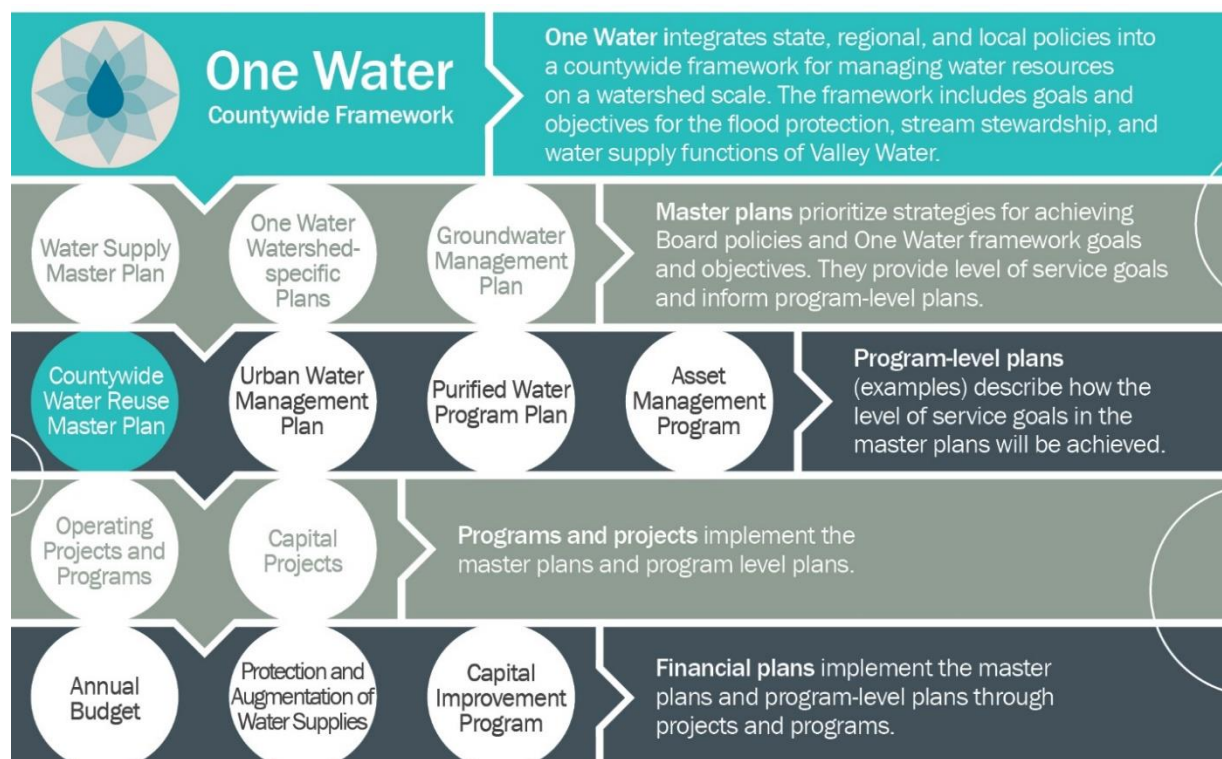 One Water
Countywide Framework
One Water integrates state, regional, and local policies into
a countywide framework for managing water resources
on a watershed scale. The framework includes goals and
objectives for the flood protection, stream stewardship, and
water supply functions of Valley Water.
Water Supply
Master Plan
One Water
Watershed-
specific
Plans
Groundwater
Management
Plan
Master plans prioritize strategies for achieving
Board policies and One Water framework goals
and objectives. They provide level of service goals
and inform program-level plans.
Countywide
Water Reuse
Master Plan
Urban Water
Management
Plan
Purified Water
Program Plan
Asset
Management
Program
Program-level plans
(examples) describe how the
level of service goals in the
master plans will be achieved.
Operating
Projects and
Programs
Capital
Projects
Programs and projects implement the
master plans and program level plans.
Annual
Budget
Protection and
Augmentation of
Water Supplies
Capital
Improvement
Program
Financial plans implement the master
plans and program-level plans through
projects and programs.